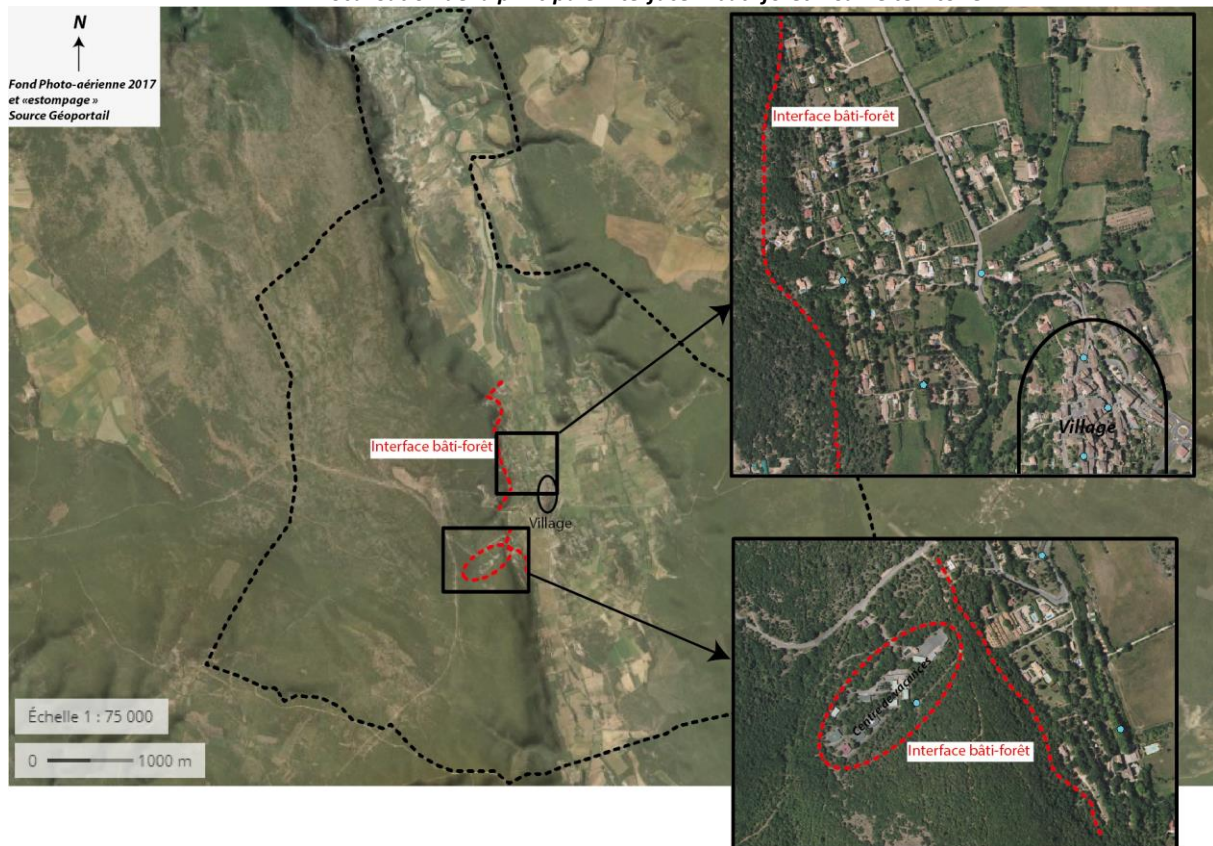 N
Fond Photo-aérienne 2017
et «estompage»
Source Géoportail
Interface bâti-forêt
Village
Interface bâti-forêt
Village
Centre de vacances
Interface bâti-forêt
Échelle 1 : 75 000
0 1000 m